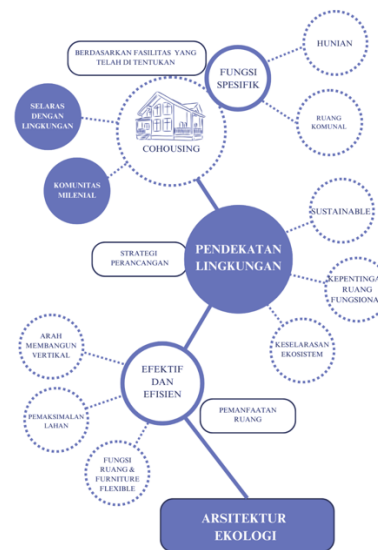 BERDASARKAN FASILITAS YANG
TELAH DI TENTUKAN
FUNGSI
SPESIFIK
HUNIAN
RUANG
KOMUNAL
SELARAS
DENGAN
LINGKUNGAN
COHOUSING
KOMUNITAS
MILENIAL
SUSTAINABLE
STRATEGI
PERANCANGAN
PENDEKATAN
LINGKUNGAN
KEPENTINGA
RUANG
FUNGSIONA
KESELARASAN
EKOSISTEM
ARAH
MEMBANGUN
VERTIKAL
EFEKTIF
DAN
EFISIEN
PEMAKSIMALAN
LAHAN
PEMANFAATAN
RUANG
FUNGSI
RUANG &
FURNITURE
FLEXIBLE
ARSITEKTUR
EKOLOGI